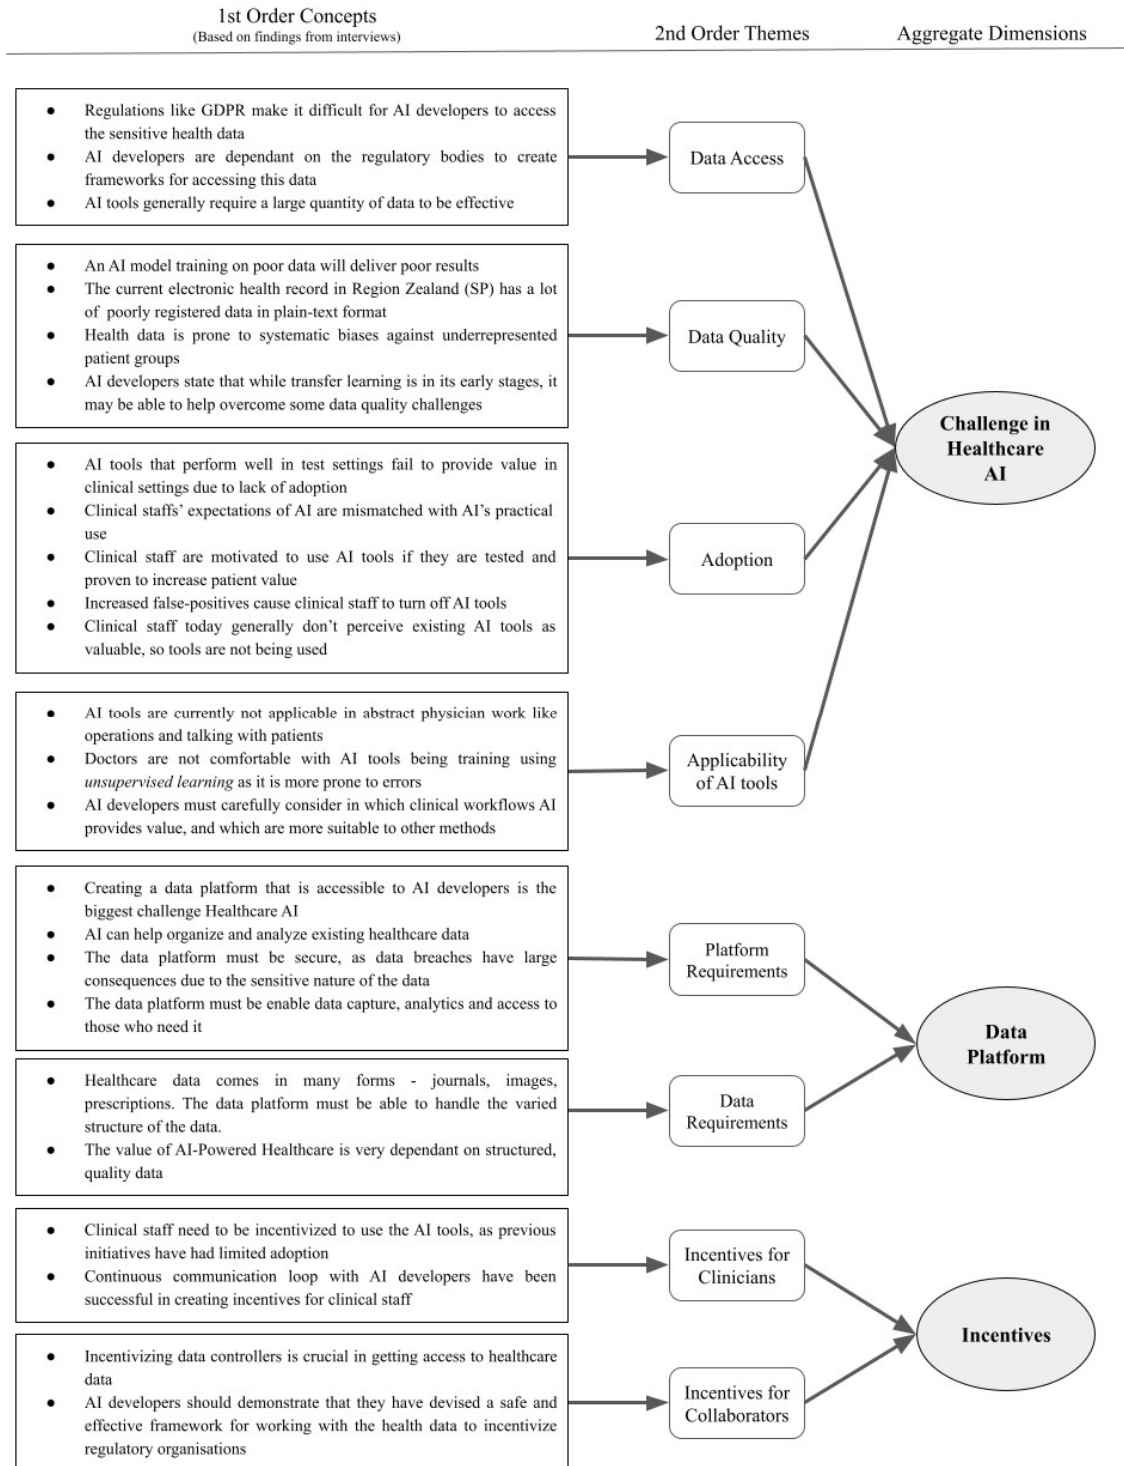 1st Order Concepts
(Based on findings from interviews)
2nd Order Themes
Aggregate Dimensions
● Regulations like GDPR make it difficult for AI developers to access
the sensitive health data
● AI developers are dependant on the regulatory bodies to create
frameworks for accessing this data
● AI tools generally require a large quantity of data to be effective
Data Access
● An AI model training on poor data will deliver poor results
● The current electronic health record in Region Zealand (SP) has a lot
of poorly registered data in plain-text format
● Health data is prone to systematic biases against underrepresented
patient groups
● AI developers state that while transfer learning is in its early stages, it
may be able to help overcome some data quality challenges
Data Quality
● AI tools that perform well in test settings fail to provide value in
clinical settings due to lack of adoption
● Clinical staffs' expectations of AI are mismatched with AI's practical
use
● Clinical staff are motivated to use AI tools if they are tested and
proven to increase patient value
● Increased false-positives cause clinical staff to turn off AI tools
● Clinical staff today generally don't perceive existing AI tools as
valuable, so tools are not being used
Adoption
● AI tools are currently not applicable in abstract physician work like
operations and talking with patients
● Doctors are not comfortable with AI tools being training using
unsupervised learning as it is more prone to errors
● AI developers must carefully consider in which clinical workflows AI
provides value, and which are more suitable to other methods
Applicability
of AI tools
Challenge in
Healthcare
AI
● Creating a data platform that is accessible to AI developers is the
biggest challenge Healthcare AI
● AI can help organize and analyze existing healthcare data
● The data platform must be secure, as data breaches have large
consequences due to the sensitive nature of the data
● The data platform must be enable data capture, analytics and access to
those who need it
Platform
Requirements
● Healthcare data comes in many forms - journals, images,
prescriptions. The data platform must be able to handle the varied
structure of the data.
● The value of AI-Powered Healthcare is very dependant on structured,
quality data
Data
Requirements
Data
Platform
● Clinical staff need to be incentivized to use the AI tools, as previous
initiatives have had limited adoption
● Continuous communication loop with AI developers have been
successful in creating incentives for clinical staff
Incentives for
Clinicians
● Incentivizing data controllers is crucial in getting access to healthcare
data
● AI developers should demonstrate that they have devised a safe and
effective framework for working with the health data to incentivize
regulatory organisations
Incentives for
Collaborators
Incentives